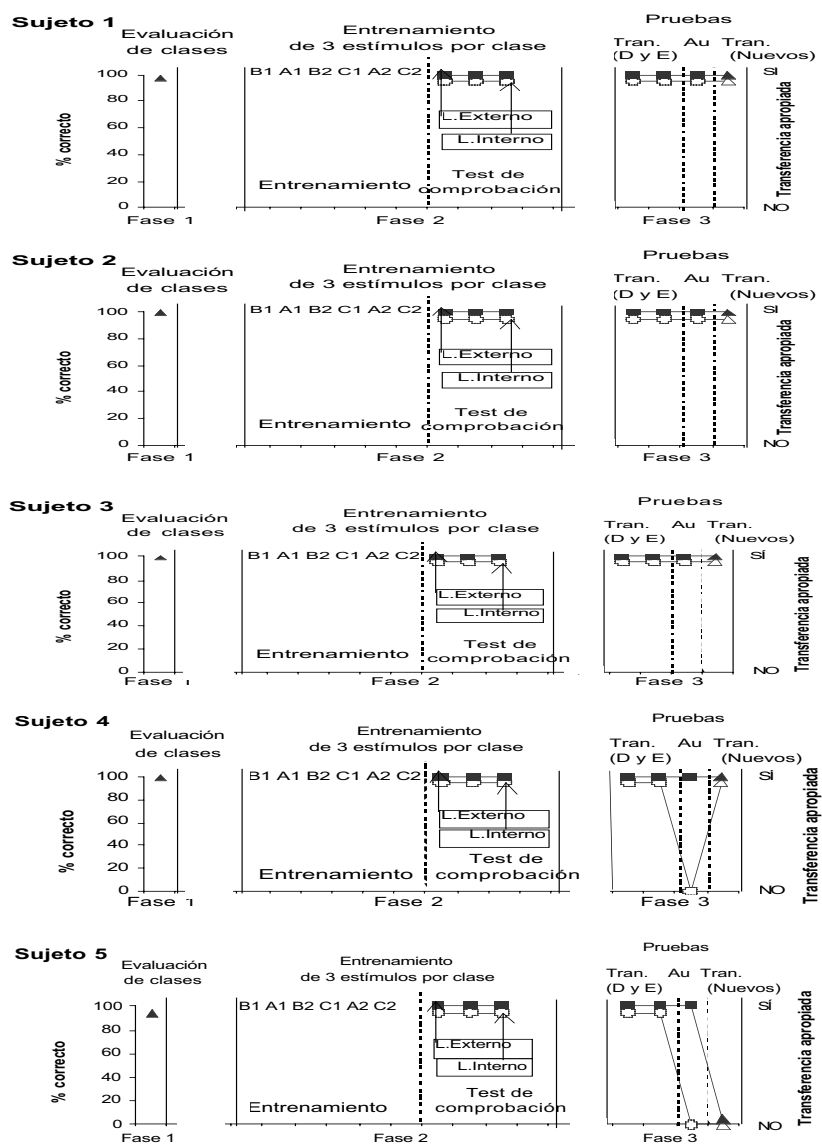 Sujeto 1
Pruebas
Evaluación de clases
Entrenamiento
de 3 estímulos por clase
Tran. (D y E) Au Tran. (Nuevos)
% correcto
100
80
60
40
20
0
B1 A1 B2 C1 A2 C2
L.Externo
L.Interno
Entrenamiento
Test de comprobación
SÍ
NO
Transferencia apropiada
Fase 1
Fase 2
Fase 3
Sujeto 2
Pruebas
Evaluación de clases
Entrenamiento
de 3 estímulos por clase
Tran. (D y E) Au Tran. (Nuevos)
% correcto
100
80
60
40
20
0
B1 A1 B2 C1 A2 C2
L.Externo
L.Interno
Entrenamiento
Test de comprobación
SÍ
NO
Transferencia apropiada
Fase 1
Fase 2
Fase 3
Sujeto 3
Pruebas
Evaluación de clases
Entrenamiento
de 3 estímulos por clase
Tran. (D y E) Au Tran. (Nuevos)
% correcto
100
80
60
40
20
0
B1 A1 B2 C1 A2 C2
L.Externo
L.Interno
Entrenamiento
Test de comprobación
SÍ
NO
Transferencia apropiada
Fase 1
Fase 2
Fase 3
Sujeto 4
Pruebas
Evaluación de clases
Entrenamiento
de 3 estímulos por clase
Tran. (D y E) Au Tran. (Nuevos)
% correcto
100
80
60
40
20
0
B1 A1 B2 C1 A2 C2
L.Externo
L.Interno
Entrenamiento
Test de comprobación
SÍ
NO
Transferencia apropiada
Fase 1
Fase 2
Fase 3
Sujeto 5
Pruebas
Evaluación de clases
Entrenamiento
de 3 estímulos por clase
Tran. (D y E) Au Tran. (Nuevos)
% correcto
100
80
60
40
20
0
B1 A1 B2 C1 A2 C2
L.Externo
L.Interno
Entrenamiento
Test de comprobación
SÍ
NO
Transferencia apropiada
Fase 1
Fase 2
Fase 3